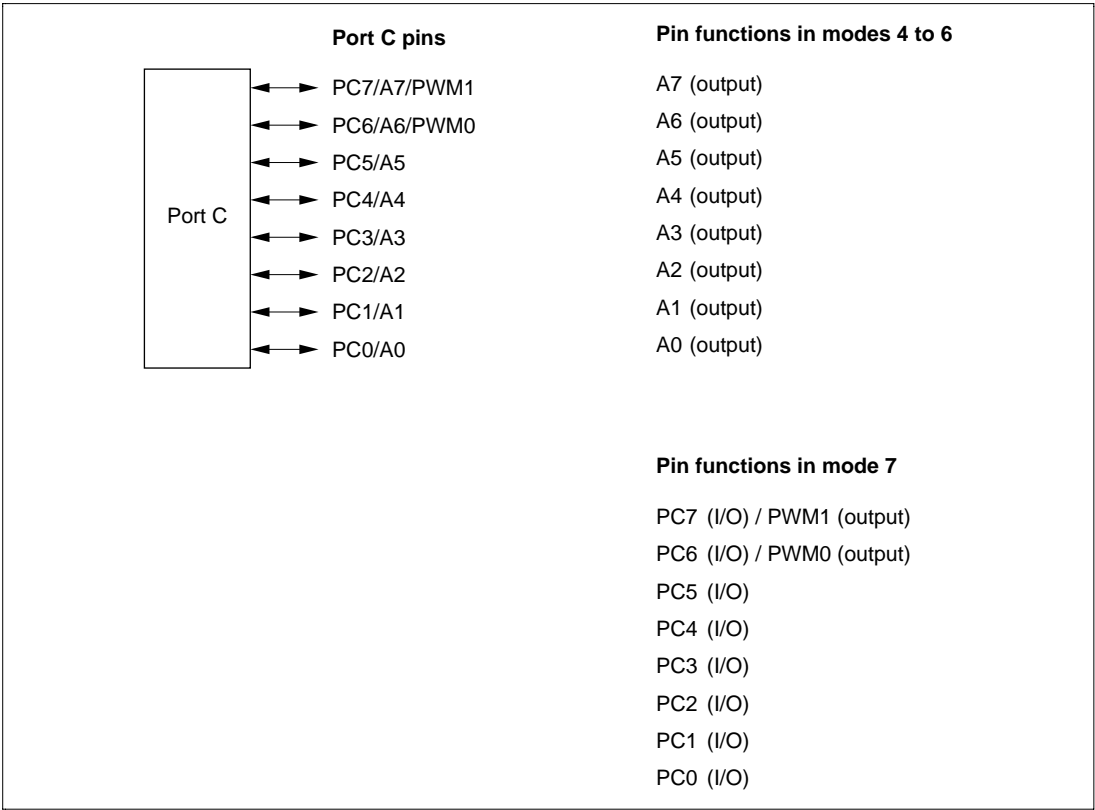 Port C pins
Pin functions in modes 4 to 6
Port C
PC7/A7/PWM1
A7 (output)
PC6/A6/PWM0
A6 (output)
PC5/A5
A5 (output)
PC4/A4
A4 (output)
PC3/A3
A3 (output)
PC2/A2
A2 (output)
PC1/A1
A1 (output)
PC0/A0
A0 (output)
Pin functions in mode 7
PC7 (I/O) / PWM1 (output)
PC6 (I/O) / PWM0 (output)
PC5 (I/O)
PC4 (I/O)
PC3 (I/O)
PC2 (I/O)
PC1 (I/O)
PC0 (I/O)